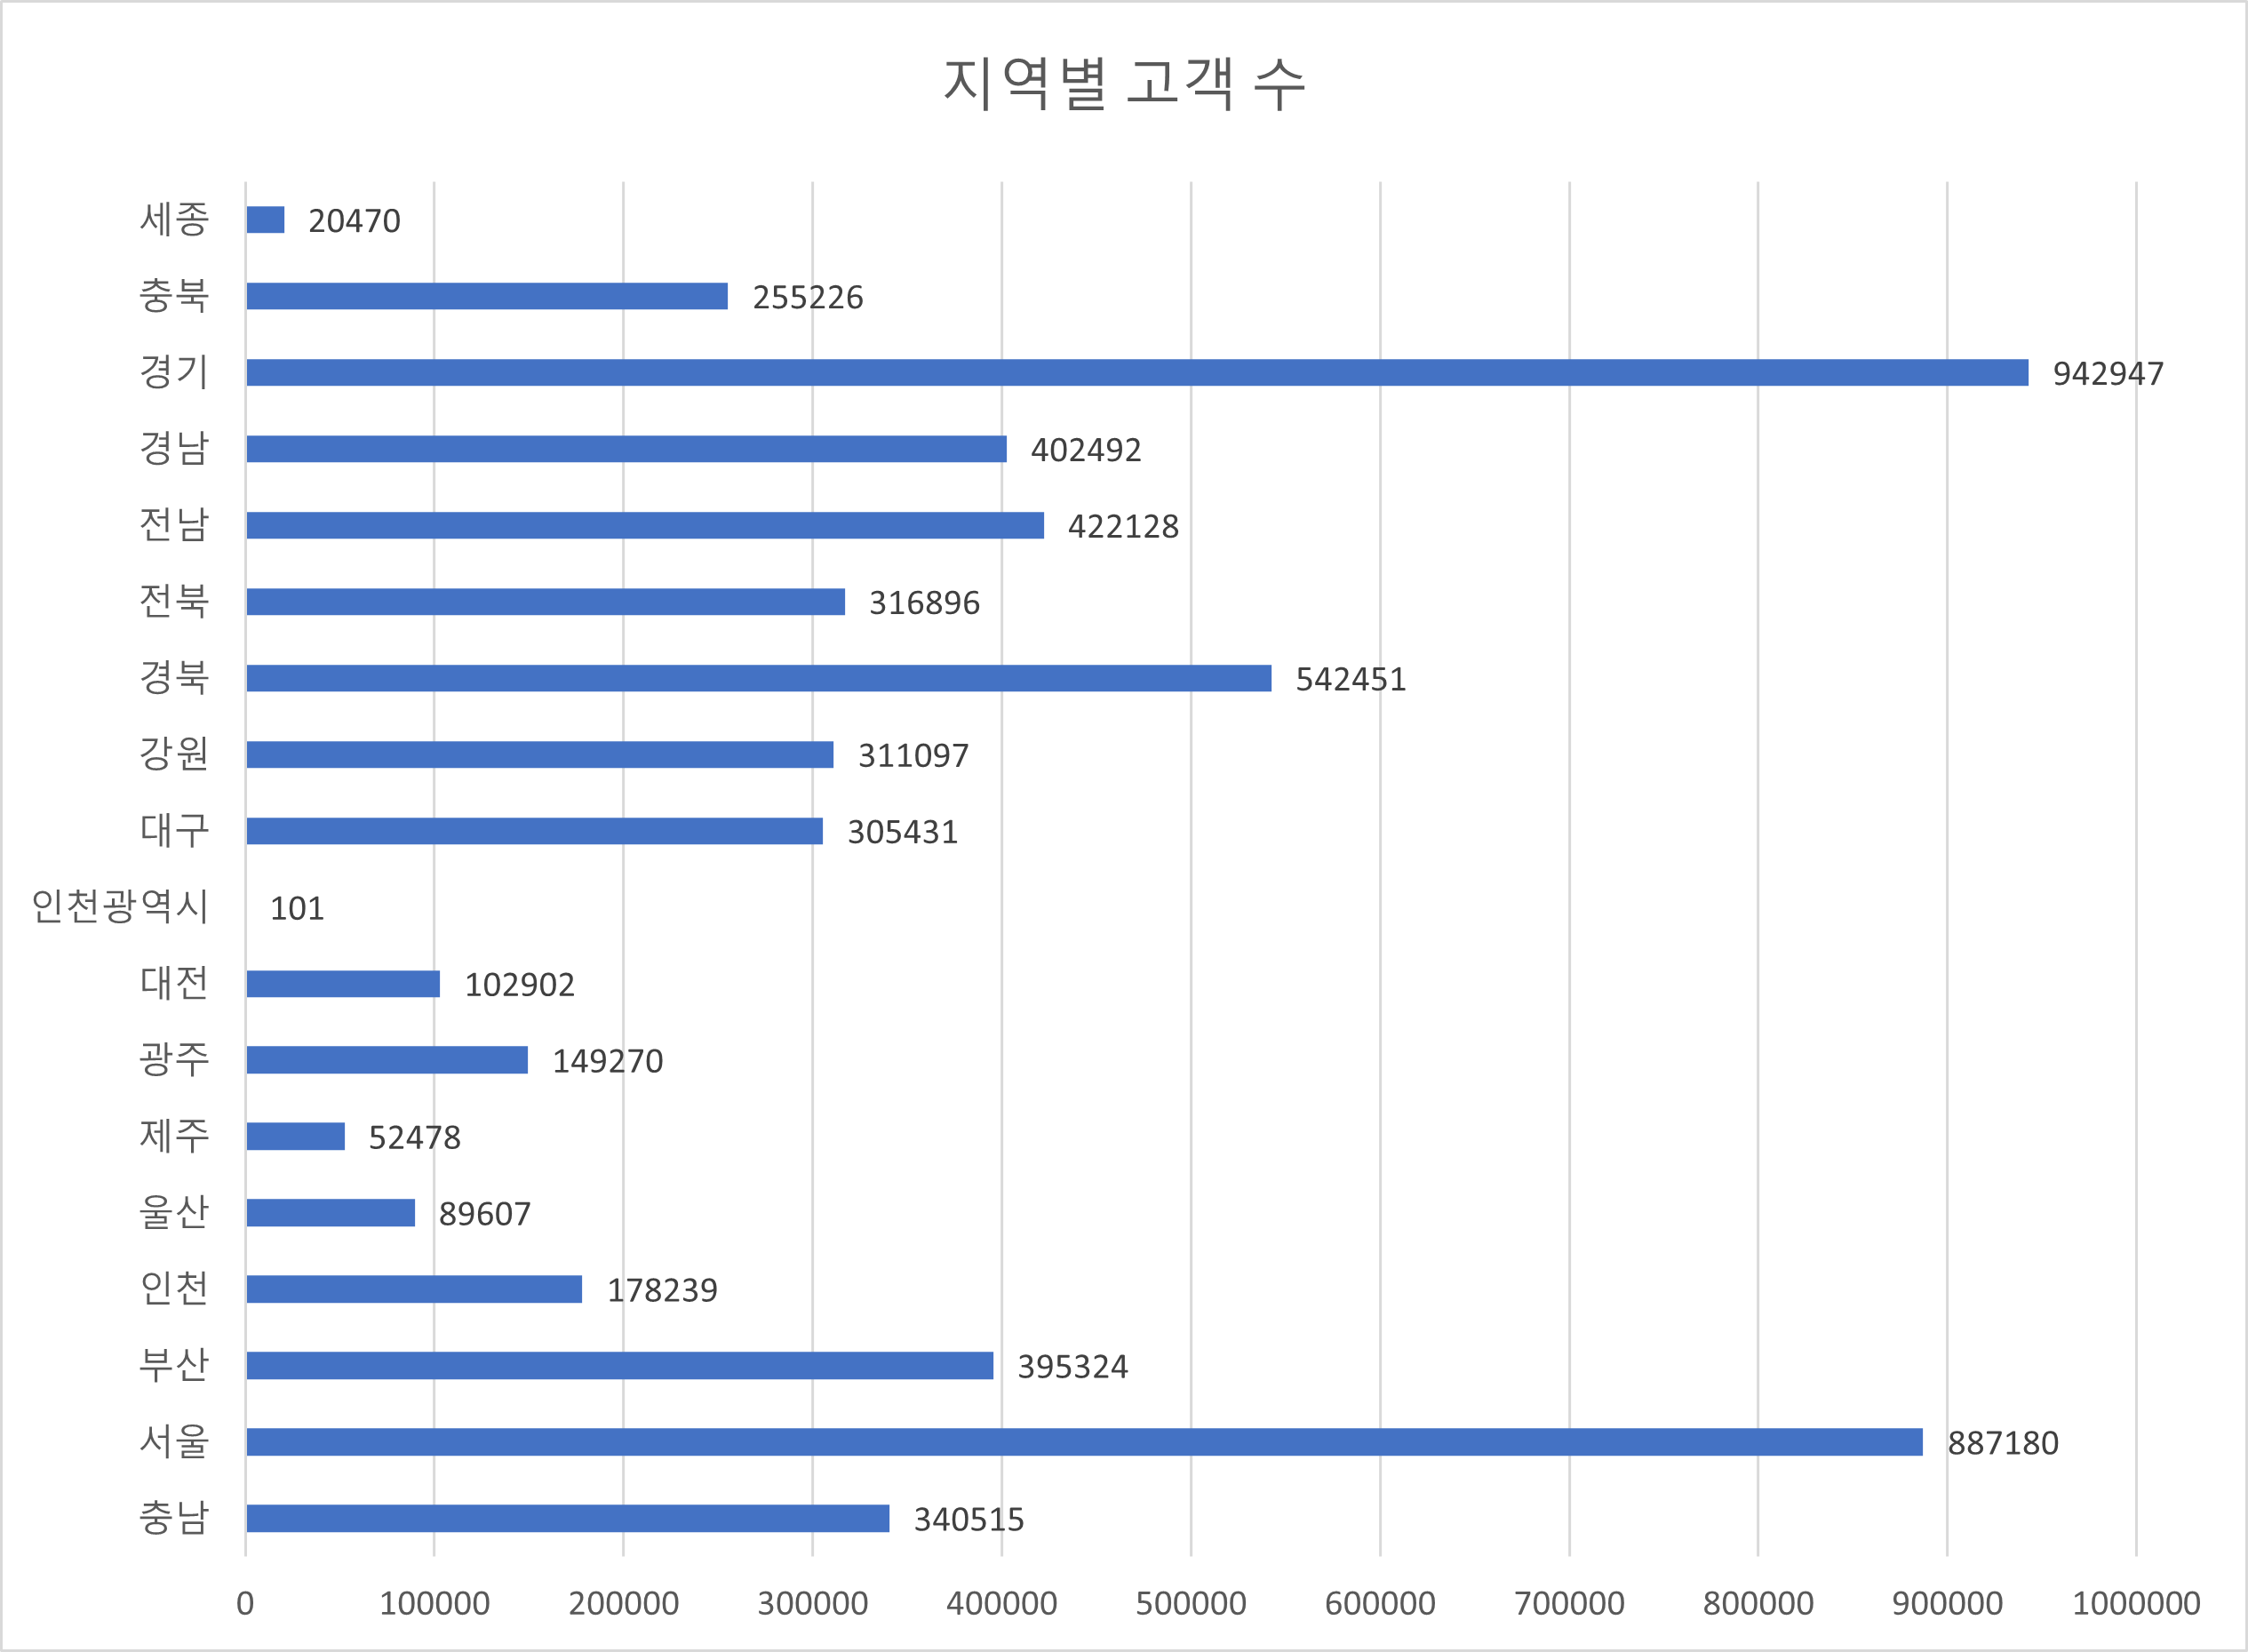 지역별 고객 수
세종 20470
충북 255226
경기 942947
경남 402492
전남 422128
전북 316896
경북 542451
강원 311097
대구 305431
인천광역시 101
대전 102902
광주 149270
제주 52478
울산 89607
인천 178239
부산 395324
서울 887180
충남 340515
0 100000 200000 300000 400000 500000 600000 700000 800000 900000 1000000